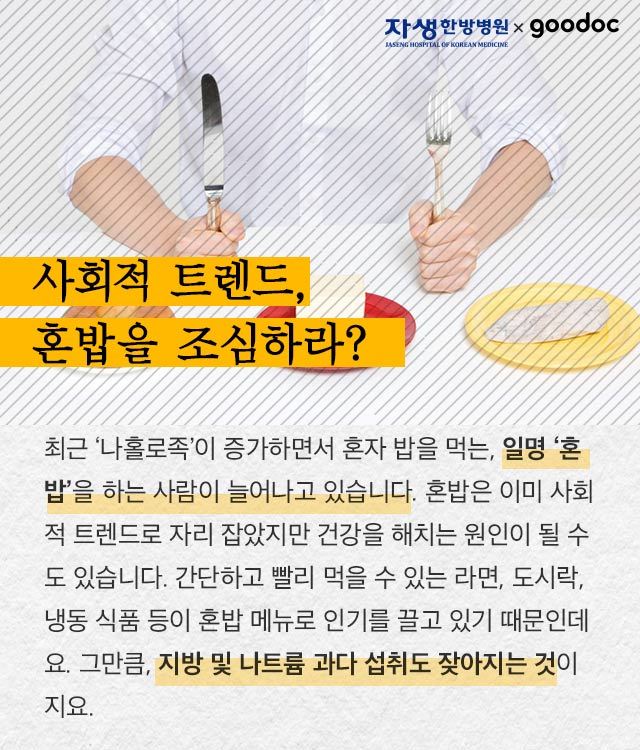 자생한방병원 × goodoc
JASENG HOSPITAL OF KOREAN MEDICINE
사회적 트렌드,
혼밥을 조심하라?
최근 ‘나홀로족’이 증가하면서 혼자 밥을 먹는, 일명 ‘혼
밥’을 하는 사람이 늘어나고 있습니다. 혼밥은 이미 사회
적 트렌드로 자리 잡았지만 건강을 해치는 원인이 될 수
도 있습니다. 간단하고 빨리 먹을 수 있는 라면, 도시락,
냉동 식품 등이 혼밥 메뉴로 인기를 끌고 있기 때문인데
요. 그만큼, 지방 및 나트륨 과다 섭취도 잦아지는 것이
지요.